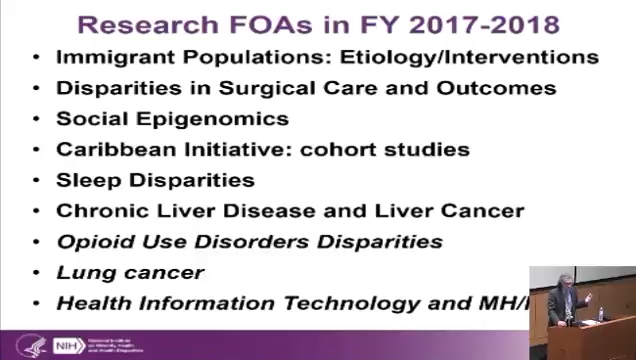 Research FOAs in FY 2017-2018
• Immigrant Populations: Etiology/Interventions
• Disparities in Surgical Care and Outcomes
• Social Epigenomics
• Caribbean Initiative: cohort studies
• Sleep Disparities
• Chronic Liver Disease and Liver Cancer
• Opioid Use Disorders Disparities
• Lung cancer
• Health Information Technology and MH/
NIH
National Institute
on Minority Health
and Health Disparities